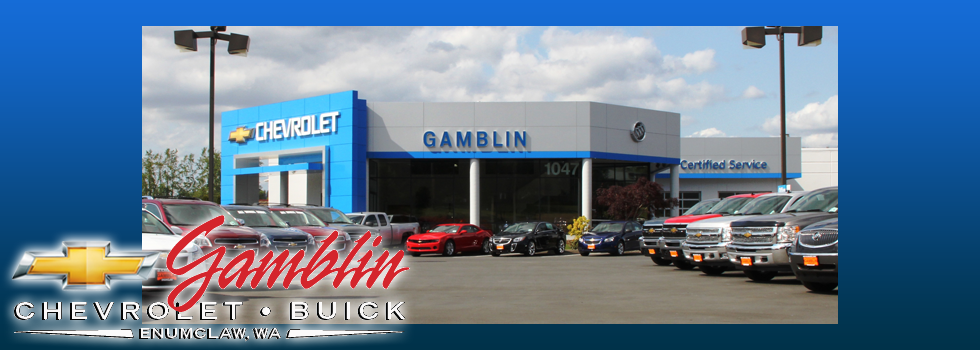 CHEVROLET
GAMBLIN
1047
Certified Service
Gamblin
CHEVROLET • BUICK
ENUMCLAW, WA